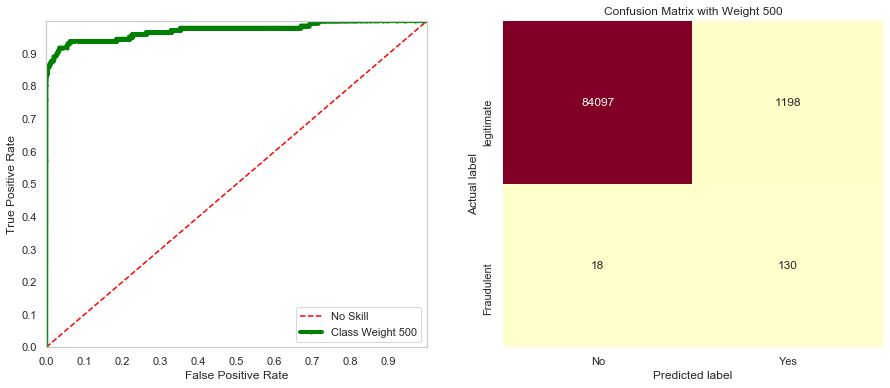 True Positive Rate
0.9
0.8
0.7
0.6
0.5
0.4
0.3
0.2
0.1
0.0
0.0 0.1 0.2 0.3 0.4 0.5 0.6 0.7 0.8 0.9
False Positive Rate
No Skill
Class Weight 500
Confusion Matrix with Weight 500
Actual label
legitimate
Fraudulent
84097 1198
18 130
No Yes
Predicted label